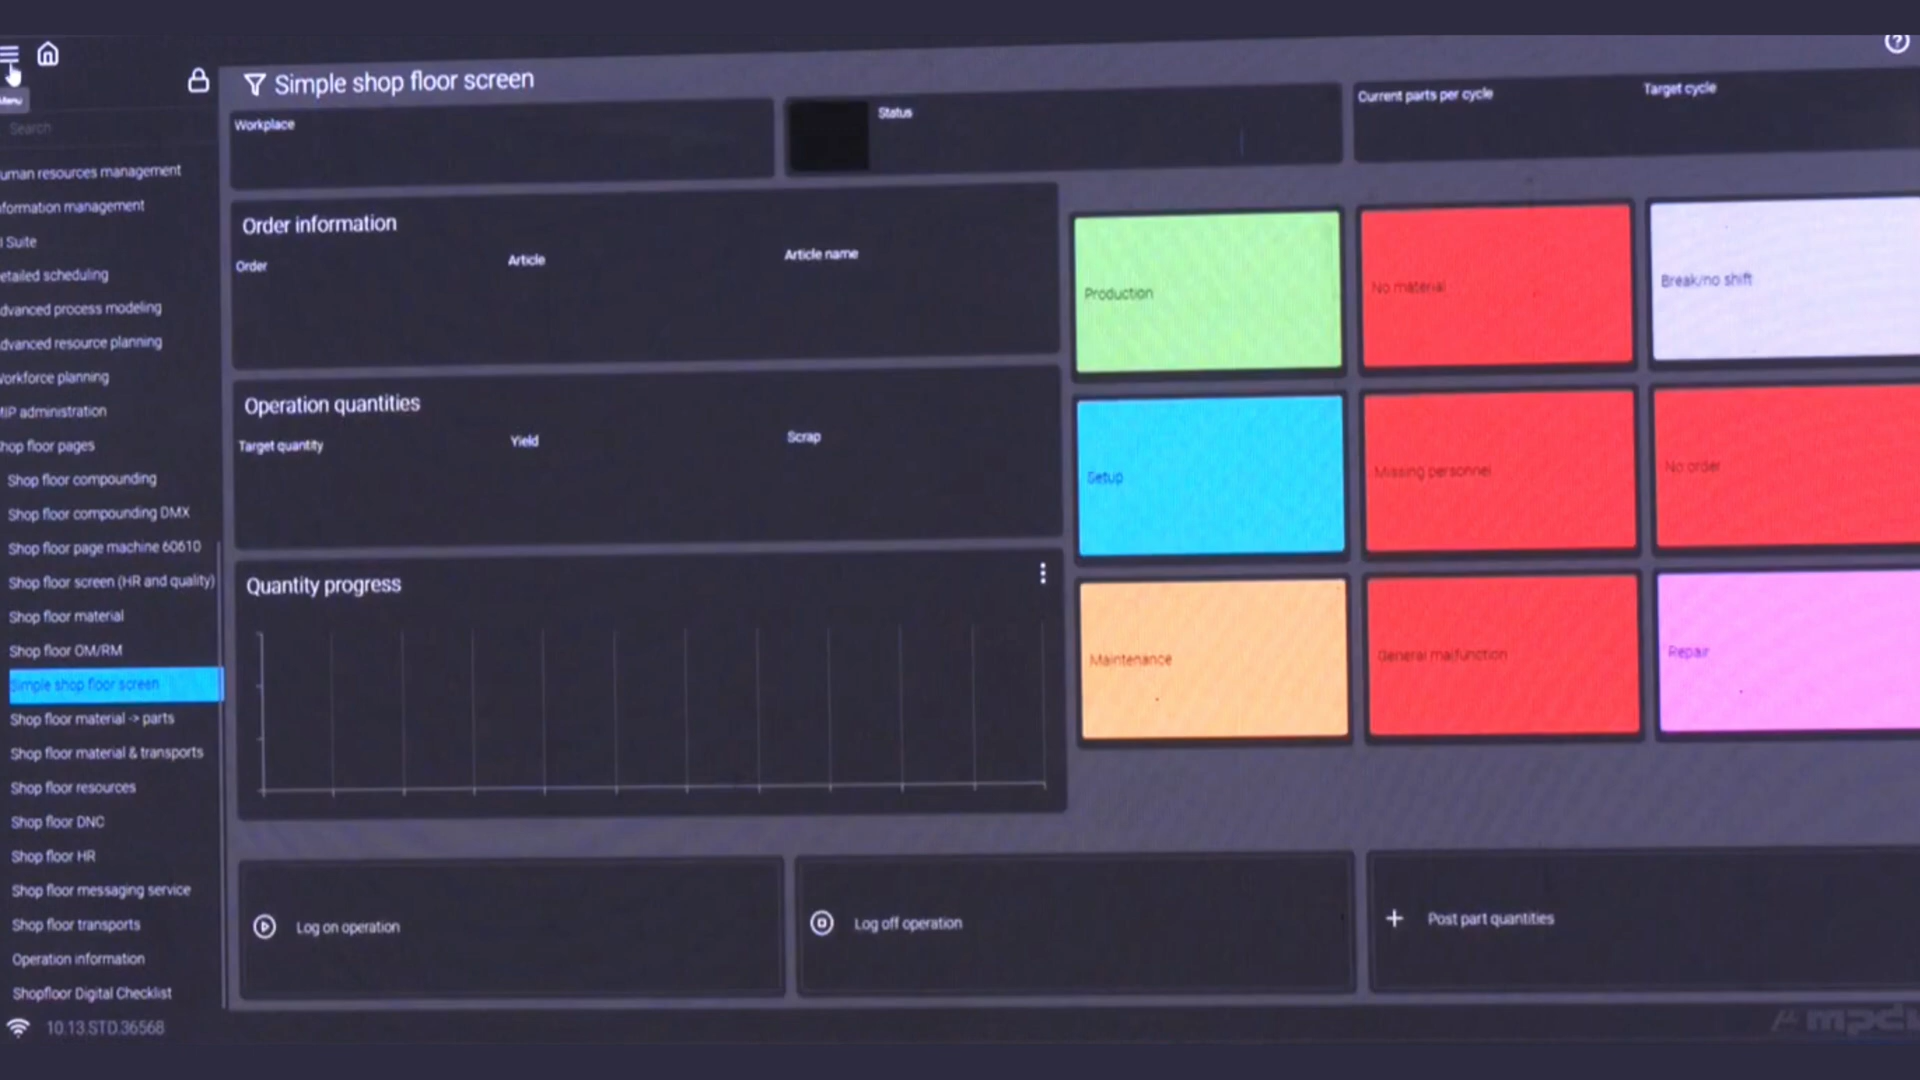 Menu
Search
uman resources management
formation management
I Suite
etailed scheduling
dvanced process modeling
dvanced resource planning
orkforce planning
IP administration
hop floor pages
Shop floor compounding
Shop floor compounding DMX
Shop floor page machine 60610
Shop floor screen (HR and quality)
Shop floor material
Shop floor OM/RM
Simple shop floor screen
Shop floor material -> parts
Shop floor material & transports
Shop floor resources
Shop floor DNC
Shop floor HR
Shop floor messaging service
Shop floor transports
Operation information
Shopfloor Digital Checklist
10.13.STD.36568
Simple shop floor screen
Workplace
Status
Current parts per cycle
Target cycle
Order information
Order
Article
Article name
Operation quantities
Target quantity
Yield
Scrap
Quantity progress
Production
No material
Break/no shift
Setup
Missing personnel
No order
Maintenance
General malfunction
Repair
Log on operation
Log off operation
Post part quantities